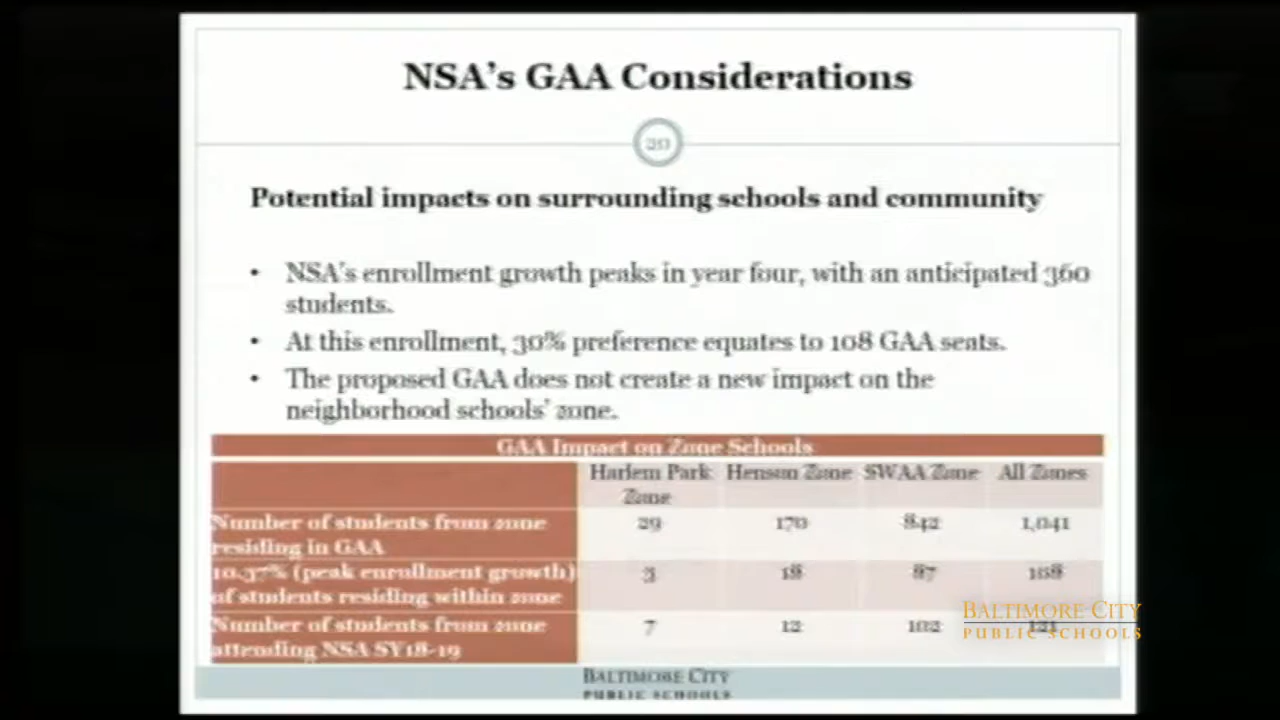 NSA's GAA Considerations
20
Potential impacts on surrounding schools and community
• NSA's enrollment growth peaks in year four, with an anticipated 360
students.
• At this enrollment, 30% preference equates to 108 GAA seats.
• The proposed GAA does not create a new impact on the
neighborhood schools' zone.
GAA Impact on Zone Schools
Harlem Park Henson Zone SWAA Zone All Zones
Zone
Number of students from zone 29 170 842 1,041
residing in GAA
10.37% (peak enrollment growth) 3 18 87 108
of students residing within zone
Number of students from zone 7 12 102 121
attending NSA SY18-19
BALTIMORE CITY
PUBLIC SCHOOLS
BALTIMORE CITY
PUBLIC SCHOOLS